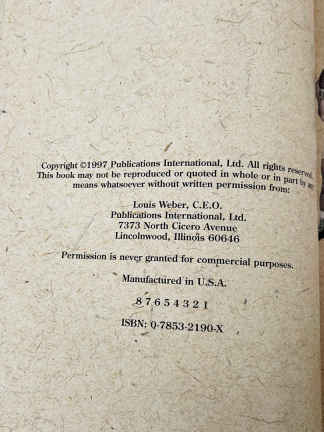 Copyright ©1997 Publications International, Ltd. All rights reserved.
This book may not be reproduced or quoted in whole or in part by any
means whatsoever without written permission from:
Louis Weber, C.E.O.
Publications International, Ltd.
7373 North Cicero Avenue
Lincolnwood, Illinois 60646
Permission is never granted for commercial purposes.
Manufactured in U.S.A.
8 7 6 5 4 3 2 1
ISBN: 0-7853-2190-X